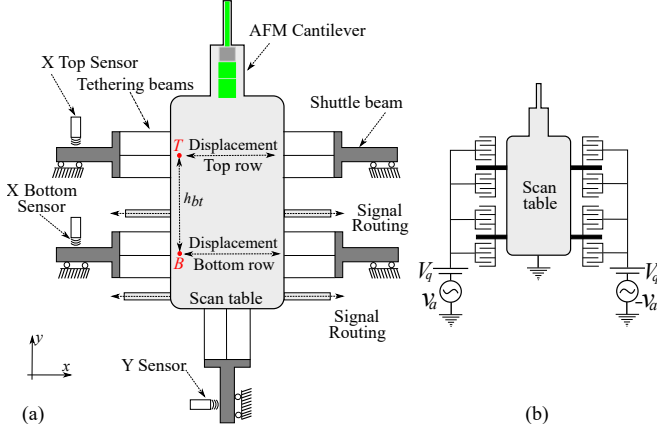 AFM Cantilever
X Top Sensor
Tethering beams
Shuttle beam
T
Displacement
Top row
h_bt
X Bottom
Sensor
Signal
Routing
Displacement
B
Bottom row
Scan table
Signal
Routing
Y Sensor
y
x
(a)
Scan
table
V_q
v_a
V_q
-v_a
(b)